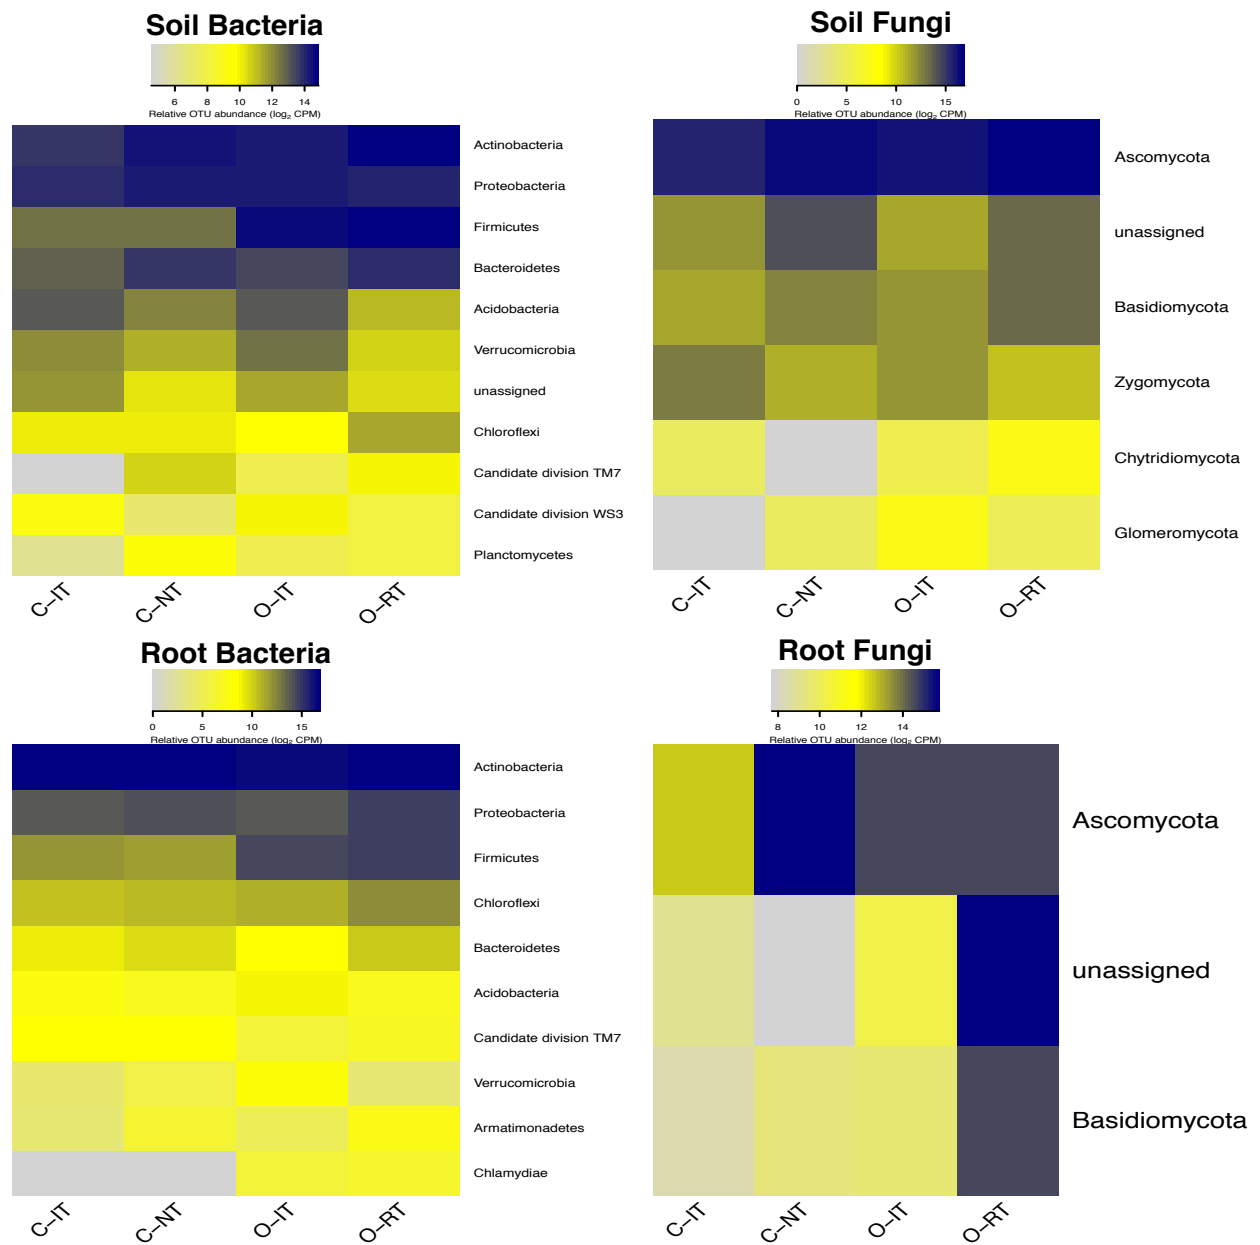 Soil Bacteria
6 8 10 12 14
Relative OTU abundance (log₂ CPM)
Actinobacteria
Proteobacteria
Firmicutes
Bacteroidetes
Acidobacteria
Verrucomicrobia
unassigned
Chloroflexi
Candidate division TM7
Candidate division WS3
Planctomycetes
C–IT C–NT O–IT O–RT
Soil Fungi
0 5 10 15
Relative OTU abundance (log₂ CPM)
Ascomycota
unassigned
Basidiomycota
Zygomycota
Chytridiomycota
Glomeromycota
C–IT C–NT O–IT O–RT
Root Bacteria
0 5 10 15
Relative OTU abundance (log₂ CPM)
Actinobacteria
Proteobacteria
Firmicutes
Chloroflexi
Bacteroidetes
Acidobacteria
Candidate division TM7
Verrucomicrobia
Armatimonadetes
Chlamydiae
C–IT C–NT O–IT O–RT
Root Fungi
8 10 12 14
Relative OTU abundance (log₂ CPM)
Ascomycota
unassigned
Basidiomycota
C–IT C–NT O–IT O–RT